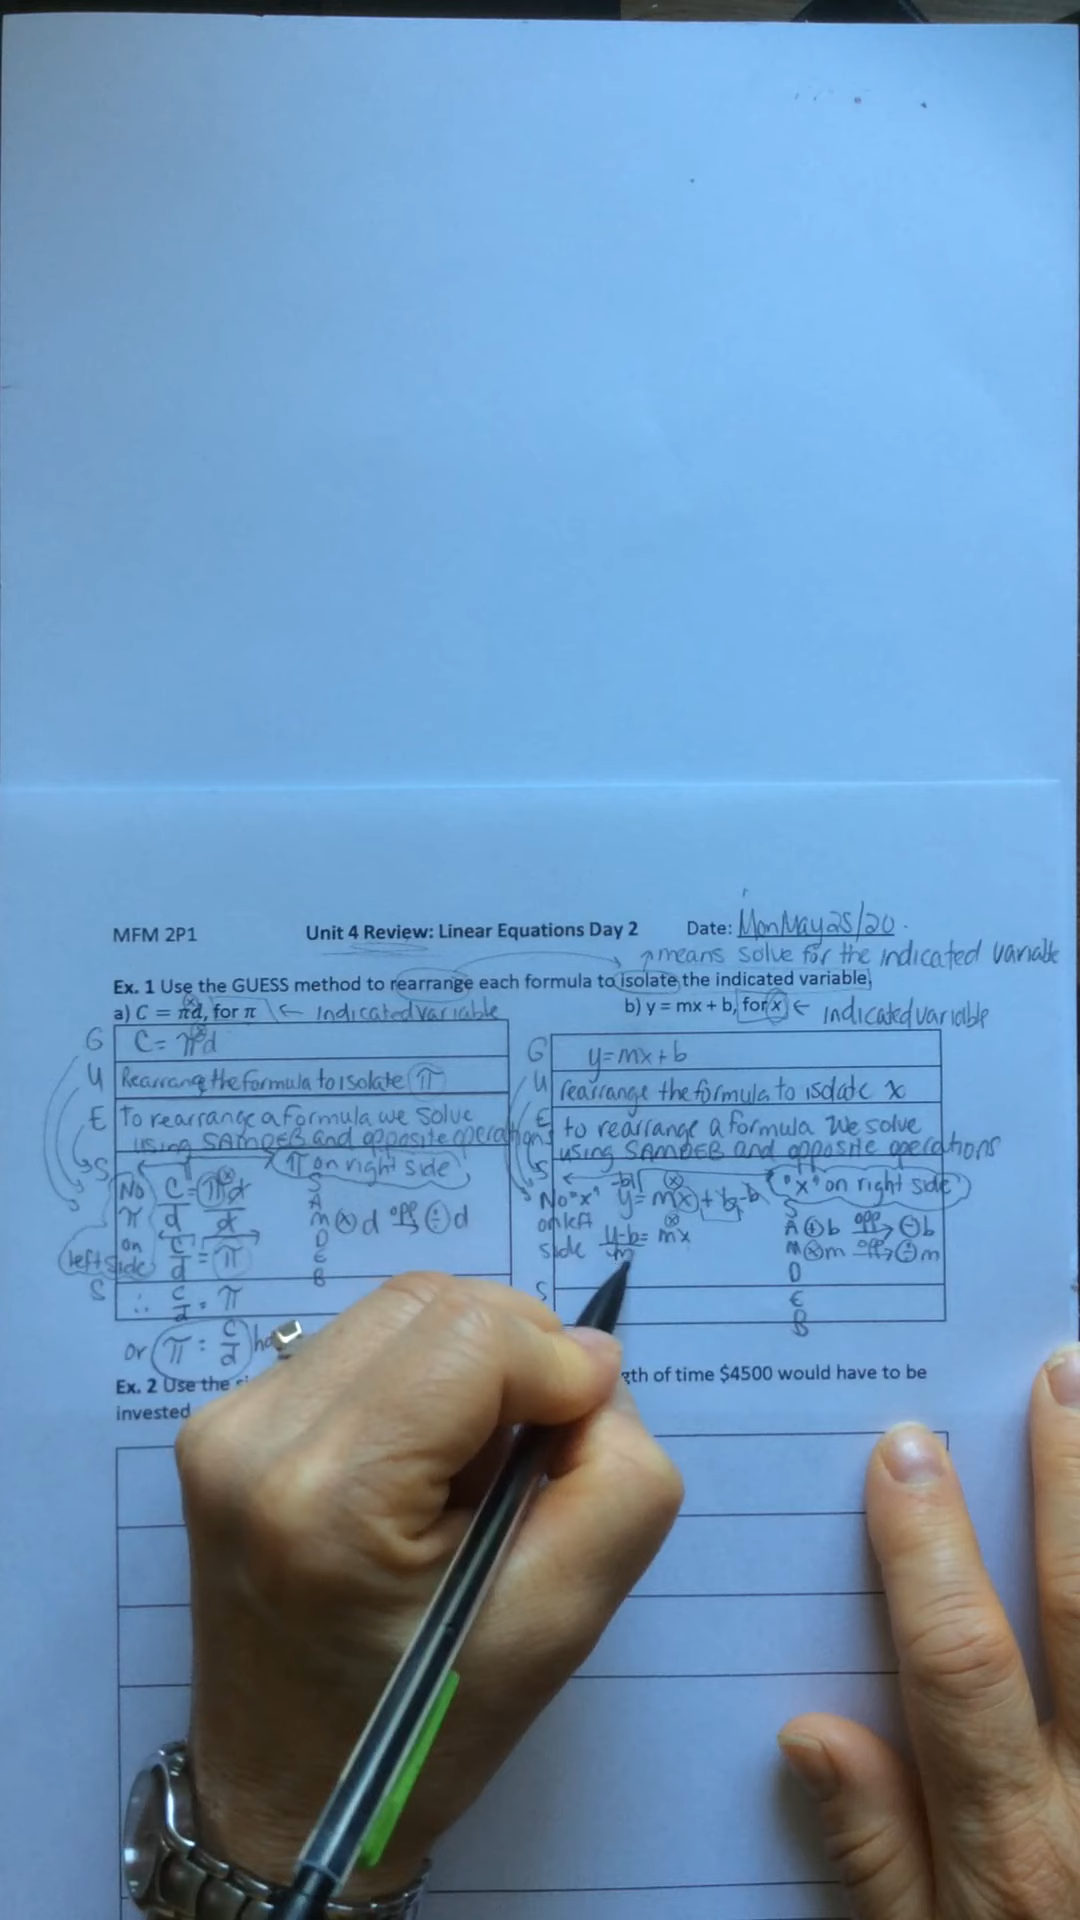 MFM 2P1 Unit 4 Review: Linear Equations Day 2 Date: Mon May 25/20.
means solve for the indicated variable
Ex. 1 Use the GUESS method to rearrange each formula to isolate the indicated variable.
a) C = πd, for π ← Indicated variable
G C = πd
U Rearrange the formula to isolate π
E To rearrange a formula we solve
using SAMDEB and opposite operations
S π on right side
No π on left side
C = πd
d d
C/d = π
S
A
M ⊗ d opp → ÷ d
D
E
B
S ∴ C/d = π
or π = C/d
b) y = mx + b, for x ← Indicated variable
G y = mx + b
U rearrange the formula to isolate x
E to rearrange a formula we solve
using SAMDEB and opposite operations
S "x" on right side
No "x" on left side
-b y = mx + b - b
y-b = mx
m
S
A ⊕ b opp → ⊖ b
M ⊗ m opp → ÷ m
D
E
B
S
Ex. 2 Use the
gth of time $4500 would have to be
invested